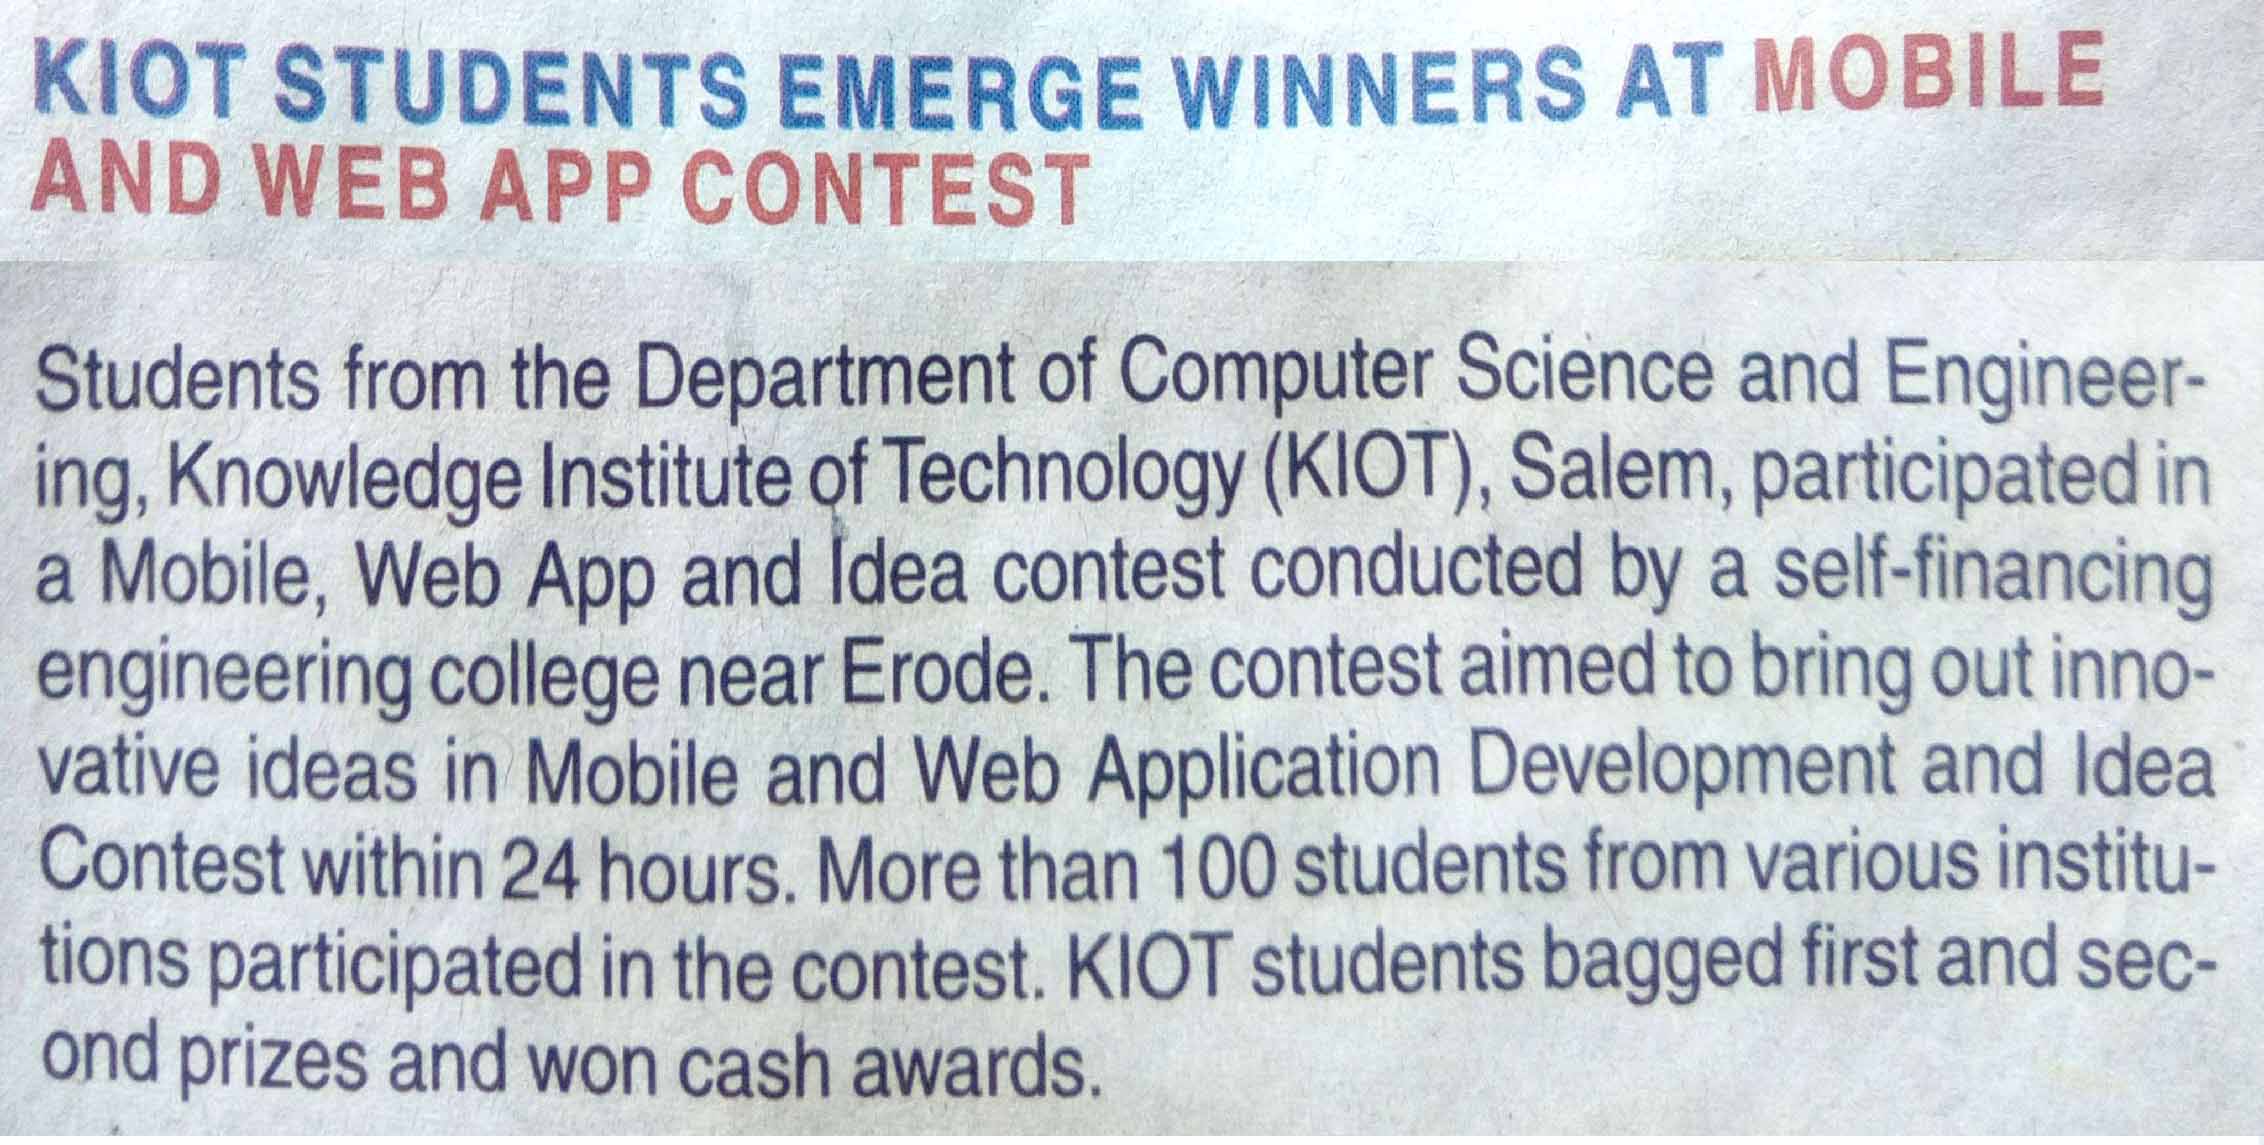 KIOT STUDENTS EMERGE WINNERS AT MOBILE
AND WEB APP CONTEST
Students from the Department of Computer Science and Engineer-
ing, Knowledge Institute of Technology (KIOT), Salem, participated in
a Mobile, Web App and Idea contest conducted by a self-financing
engineering college near Erode. The contest aimed to bring out inno-
vative ideas in Mobile and Web Application Development and Idea
Contest within 24 hours. More than 100 students from various institu-
tions participated in the contest. KIOT students bagged first and sec-
ond prizes and won cash awards.